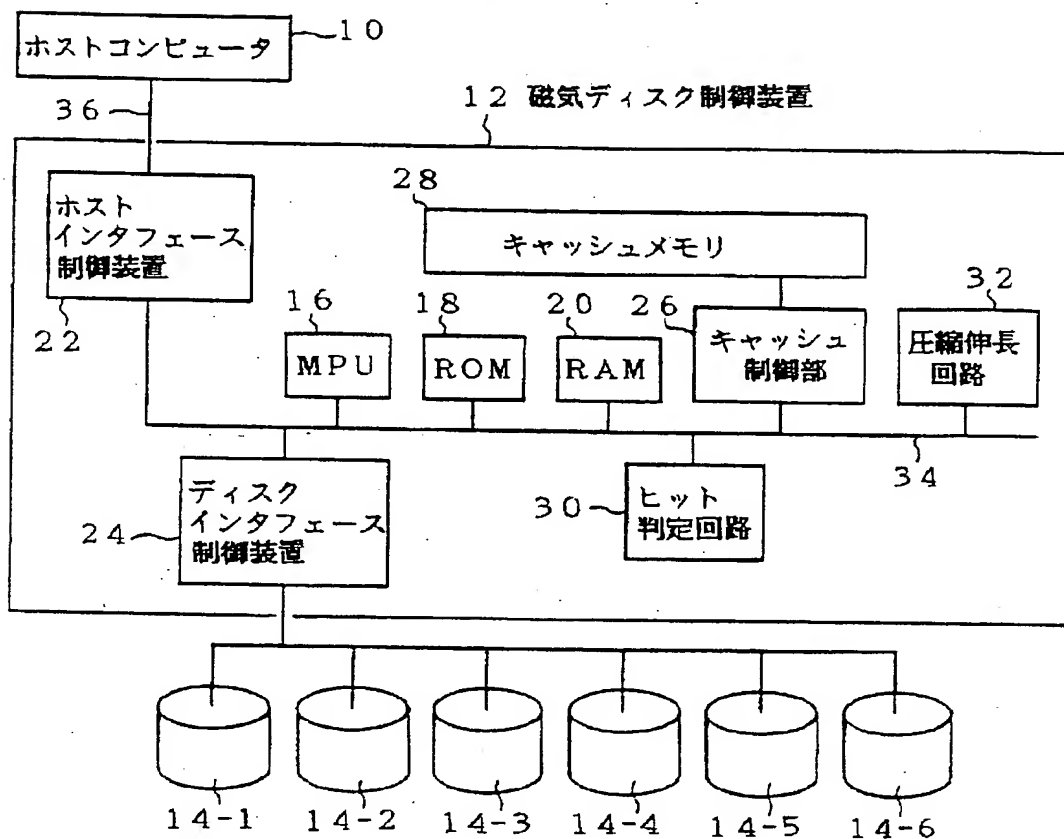 ホストコンピュータ
10
36
12 磁気ディスク制御装置
ホスト
インタフェース
制御装置
22
28
キャッシュメモリ
16
MPU
18
ROM
20
RAM
26
キャッシュ
制御部
32
圧縮伸長
回路
34
ディスク
インタフェース
制御装置
24
30
ヒット
判定回路
14-1
14-2
14-3
14-4
14-5
14-6